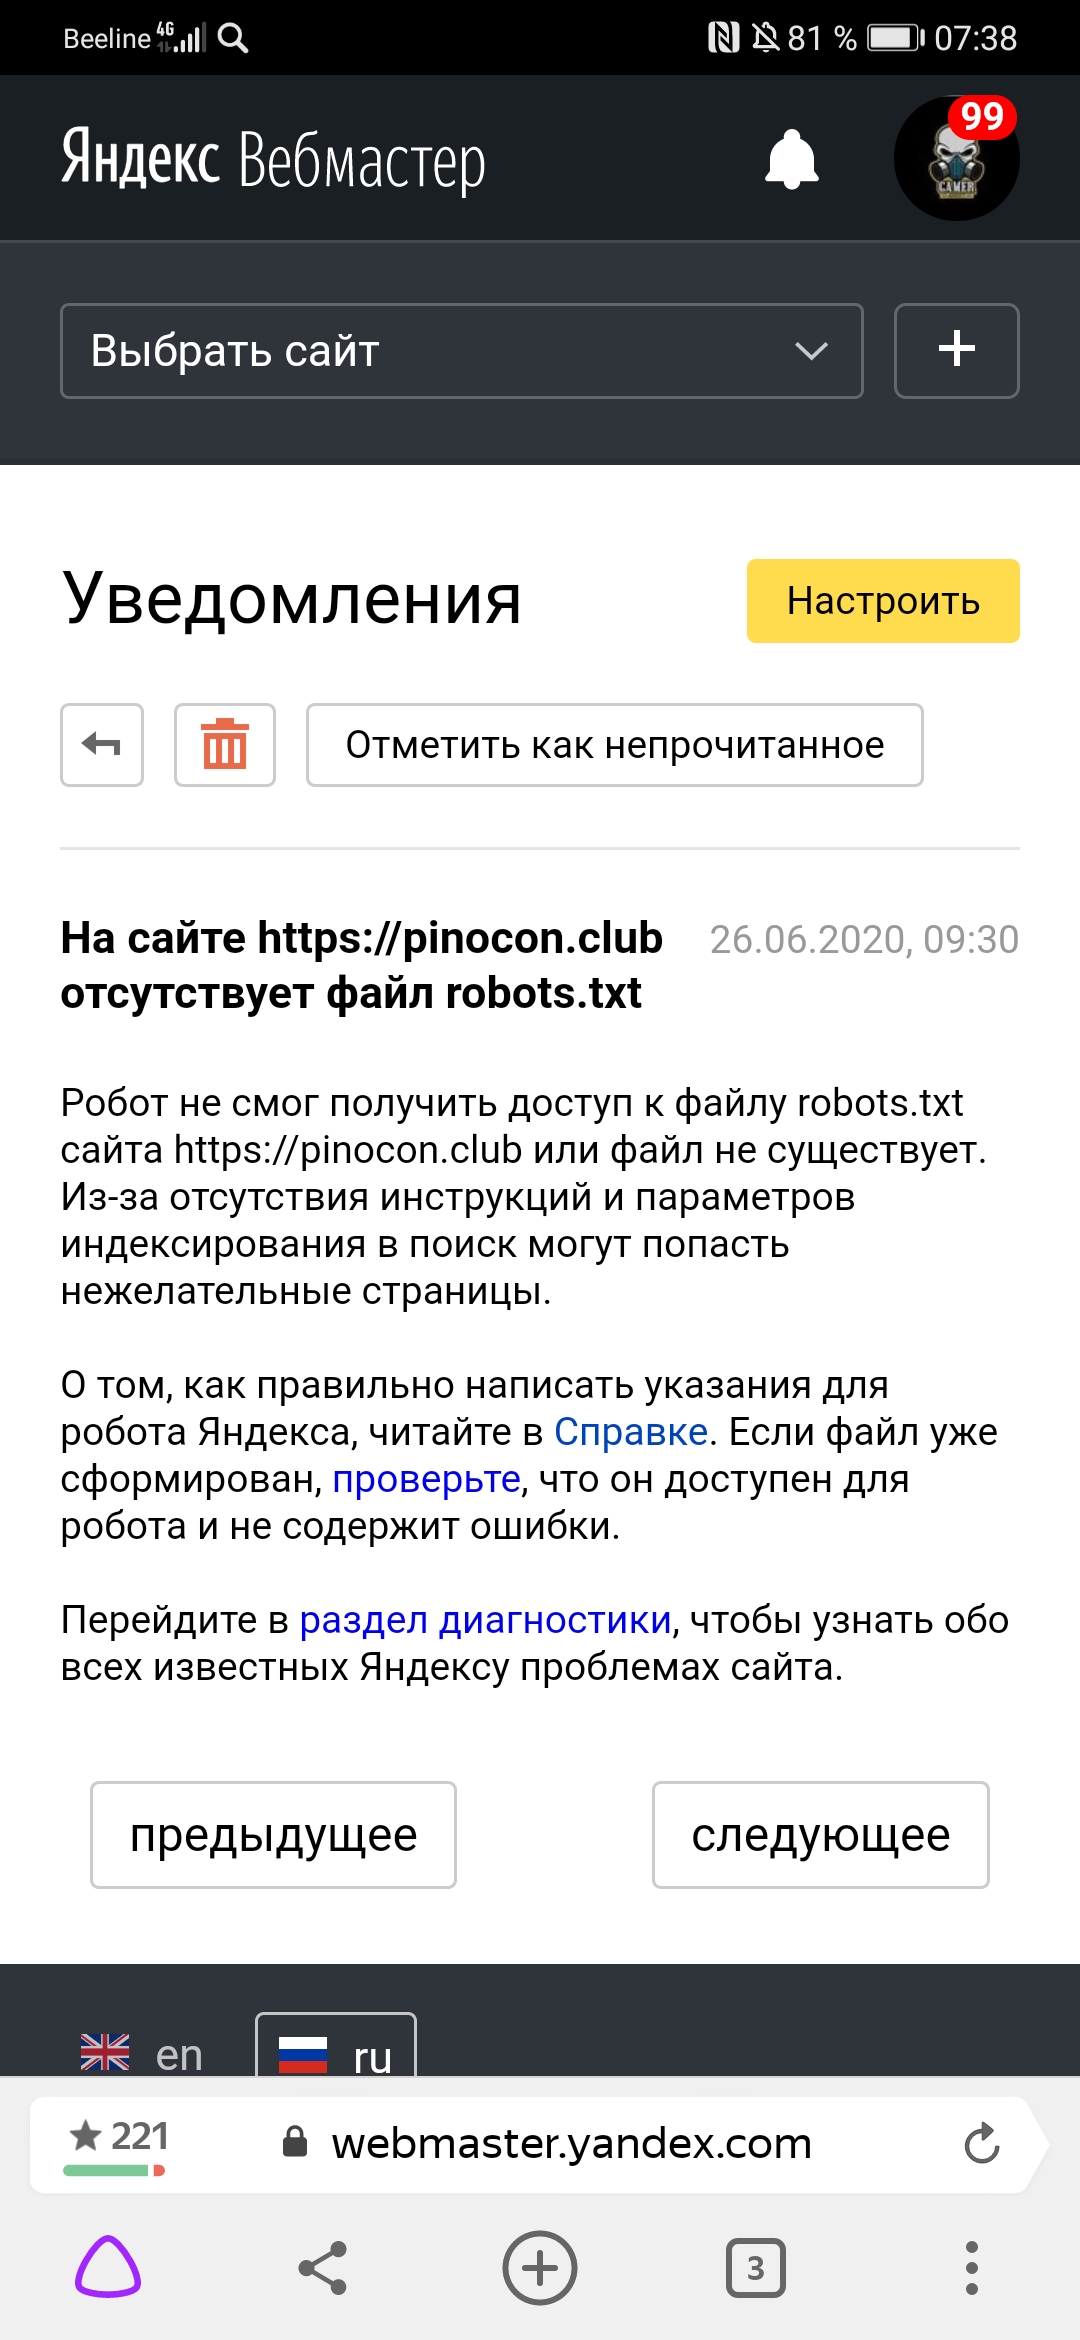 Beeline 4G 81 % 07:38
Яндекс Вебмастер 99
GAMER
Выбрать сайт +
Уведомления Настроить
Отметить как непрочитанное
На сайте https://pinocon.club 26.06.2020, 09:30
отсутствует файл robots.txt
Робот не смог получить доступ к файлу robots.txt
сайта https://pinocon.club или файл не существует.
Из-за отсутствия инструкций и параметров
индексирования в поиск могут попасть
нежелательные страницы.
О том, как правильно написать указания для
робота Яндекса, читайте в Справке. Если файл уже
сформирован, проверьте, что он доступен для
робота и не содержит ошибки.
Перейдите в раздел диагностики, чтобы узнать обо
всех известных Яндексу проблемах сайта.
предыдущее следующее
en ru
221 webmaster.yandex.com
3